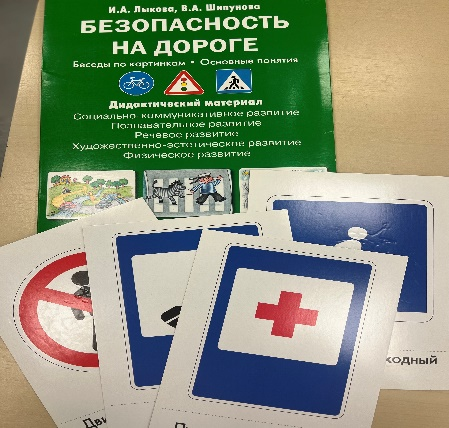 И.А. Лыкова, В.А. Шипунова
БЕЗОПАСНОСТЬ
НА ДОРОГЕ
Беседы по картинкам • Основные понятия
Дидактический материал
Социально-коммуникативное развитие
Познавательное развитие
Речевое развитие
Художественно-эстетическое развитие
Физическое развитие